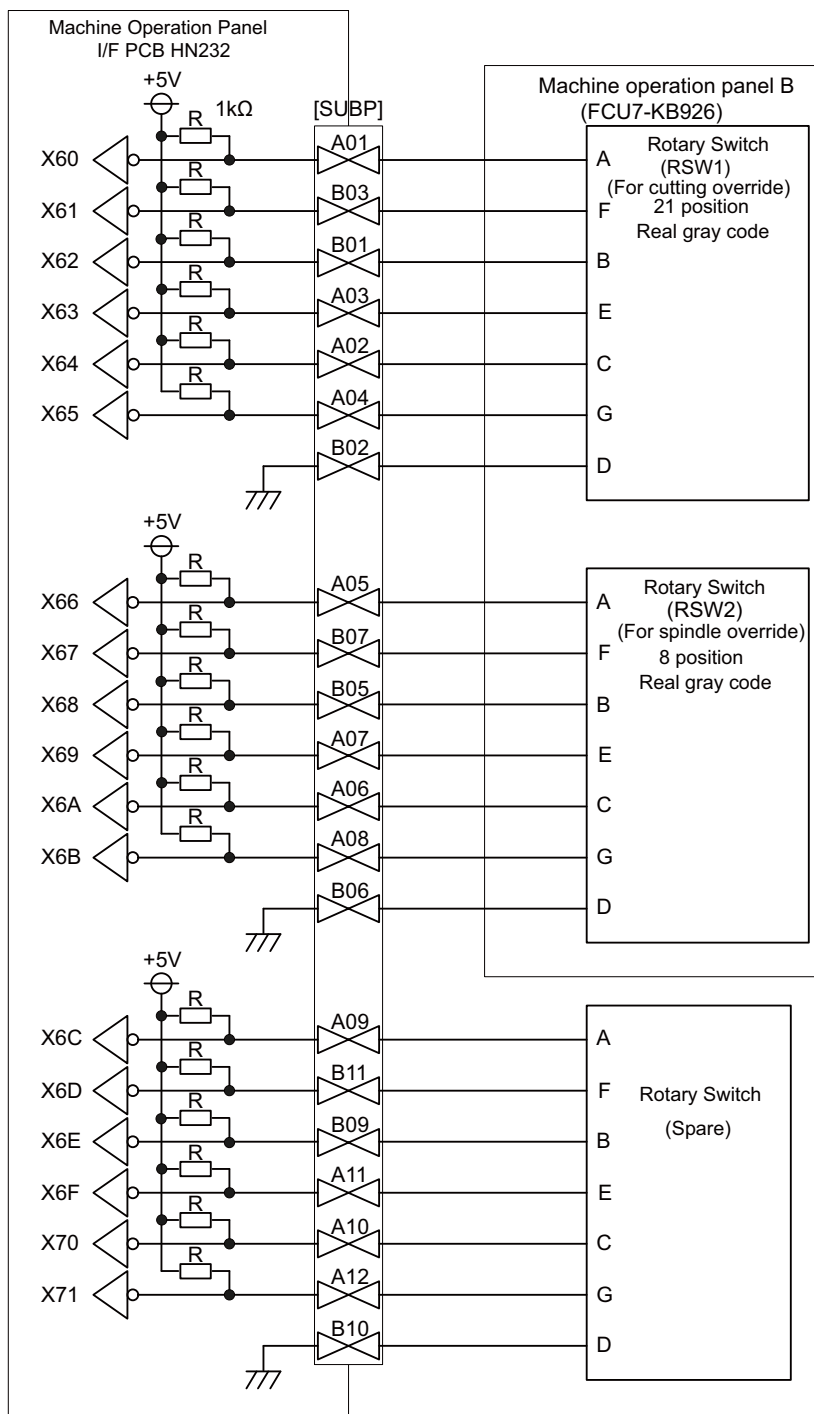 Machine Operation Panel
I/F PCB HN232
+5V
R 1kΩ [SUBP]
Machine operation panel B
(FCU7-KB926)
X60 A01 A
R
X61 B03 F
R
X62 B01 B
R
X63 A03 E
R
X64 A02 C
R
X65 A04 G
B02 D
Rotary Switch
(RSW1)
(For cutting override)
21 position
Real gray code
+5V
R
X66 A05 A
R
X67 B07 F
R
X68 B05 B
R
X69 A07 E
R
X6A A06 C
R
X6B A08 G
B06 D
Rotary Switch
(RSW2)
(For spindle override)
8 position
Real gray code
+5V
R
X6C A09 A
R
X6D B11 F
R
X6E B09 B
R
X6F A11 E
R
X70 A10 C
R
X71 A12 G
B10 D
Rotary Switch
(Spare)